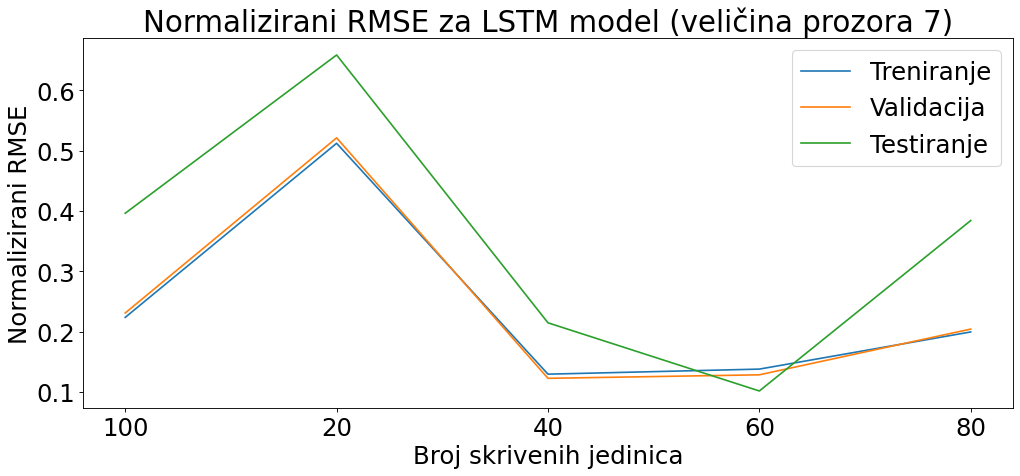 Normalizirani RMSE za LSTM model (veličina prozora 7)
Treniranje
Validacija
Testiranje
Normalizirani RMSE
0.6
0.5
0.4
0.3
0.2
0.1
100 20 40 60 80
Broj skrivenih jedinica